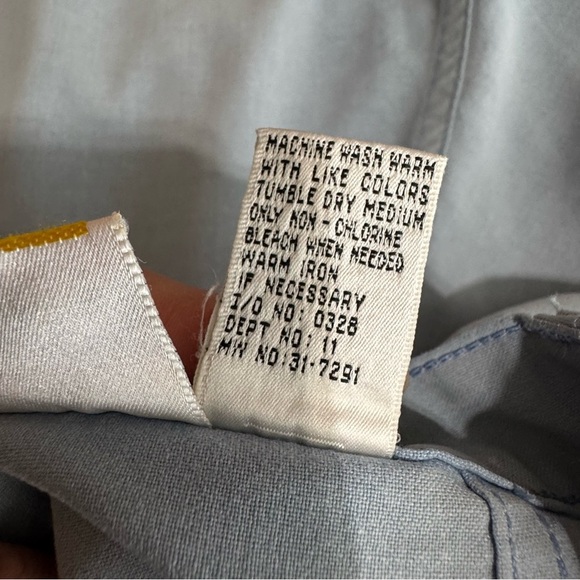 MACHINE WASH WARM
WITH LIKE COLORS
TUMBLE DRY MEDIUM
ONLY NON-CHLORINE
BLEACH WHEN NEEDED
WARM IRON
IF NECESSARY
I/O NO: 0328
DEPT NO: 11
MN NO: 31-7291